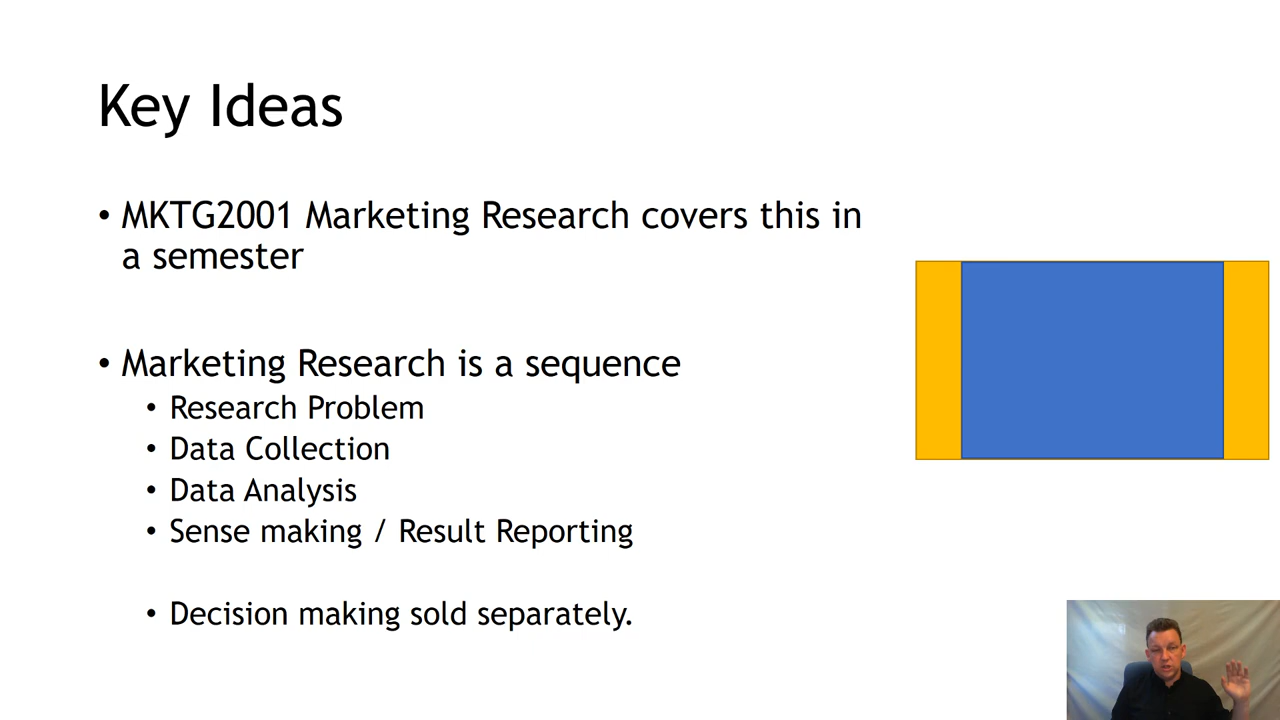 Key Ideas
• MKTG2001 Marketing Research covers this in
a semester
• Marketing Research is a sequence
• Research Problem
• Data Collection
• Data Analysis
• Sense making / Result Reporting
• Decision making sold separately.